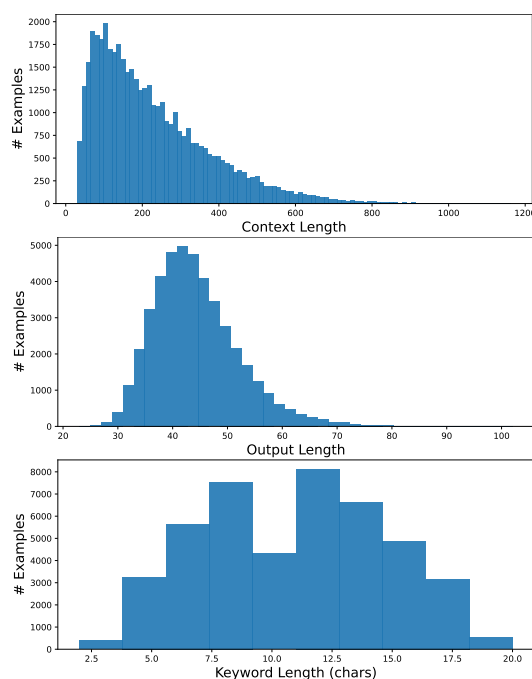 2000
1750
1500
1250
1000
750
500
250
0
# Examples
0 200 400 600 800 1000 1200
Context Length
5000
4000
3000
2000
1000
0
# Examples
20 30 40 50 60 70 80 90 100
Output Length
8000
7000
6000
5000
4000
3000
2000
1000
0
# Examples
2.5 5.0 7.5 10.0 12.5 15.0 17.5 20.0
Keyword Length (chars)